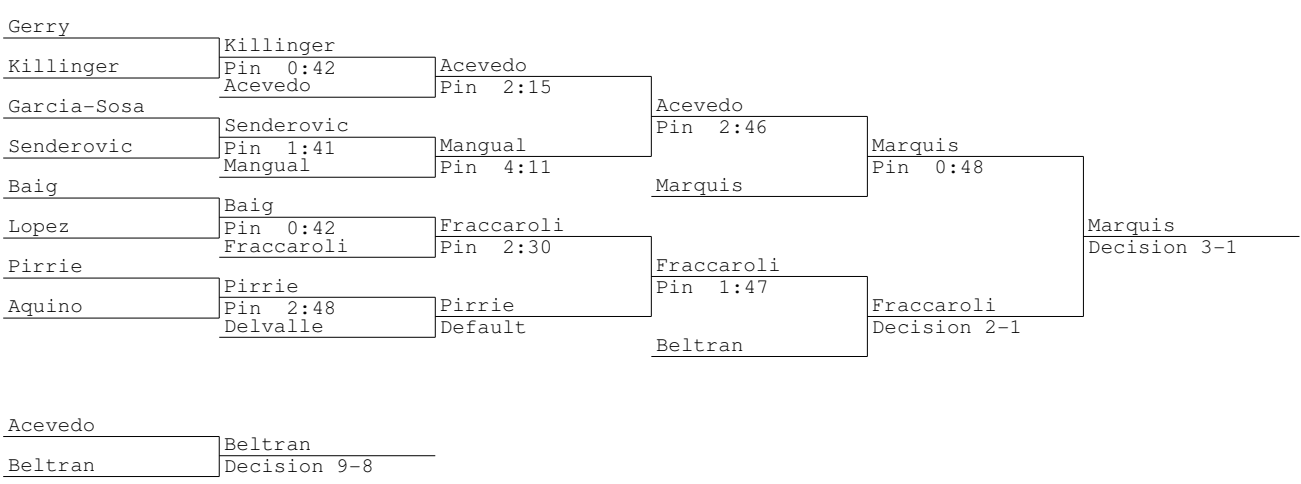 Gerry
Killinger
Killinger
Pin 0:42
Acevedo
Acevedo
Pin 2:15
Garcia-Sosa
Senderovic
Senderovic
Pin 1:41
Mangual
Mangual
Pin 4:11
Acevedo
Pin 2:46
Marquis
Marquis
Pin 0:48
Baig
Lopez
Baig
Pin 0:42
Fraccaroli
Fraccaroli
Pin 2:30
Pirrie
Aquino
Pirrie
Pin 2:48
Delvalle
Pirrie
Default
Fraccaroli
Pin 1:47
Beltran
Fraccaroli
Decision 2-1
Marquis
Decision 3-1
Acevedo
Beltran
Beltran
Decision 9-8